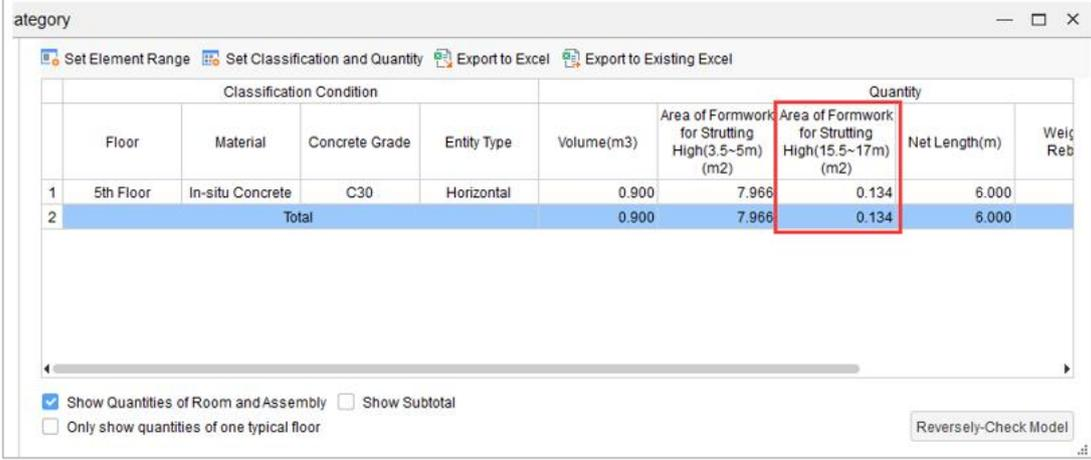 ategory
Set Element Range Set Classification and Quantity Export to Excel Export to Existing Excel
Classification Condition Quantity
Floor Material Concrete Grade Entity Type Volume(m3) Area of Formwork for Strutting High(3.5~5m) (m2) Area of Formwork for Strutting High(15.5~17m) (m2) Net Length(m) Weig Reb
1 5th Floor In-situ Concrete C30 Horizontal 0.900 7.966 0.134 6.000
2 Total 0.900 7.966 0.134 6.000
Show Quantities of Room and Assembly Show Subtotal
Only show quantities of one typical floor
Reversely-Check Model